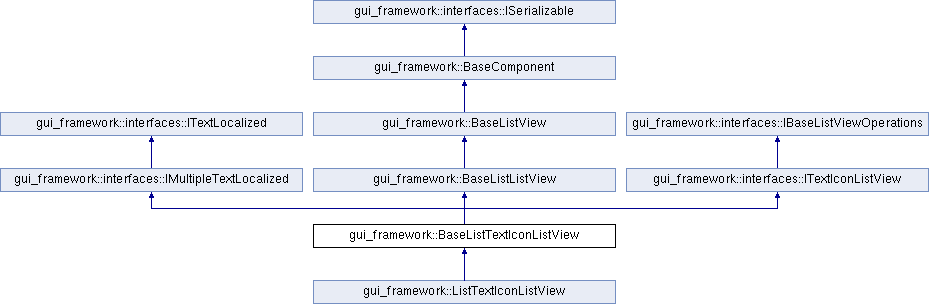 gui_framework::interfaces::ISerializable
gui_framework::BaseComponent
gui_framework::interfaces::ITextLocalized
gui_framework::BaseListView
gui_framework::interfaces::IBaseListViewOperations
gui_framework::interfaces::IMultipleTextLocalized
gui_framework::BaseListListView
gui_framework::interfaces::ITextIconListView
gui_framework::BaseListTextIconListView
gui_framework::ListTextIconListView